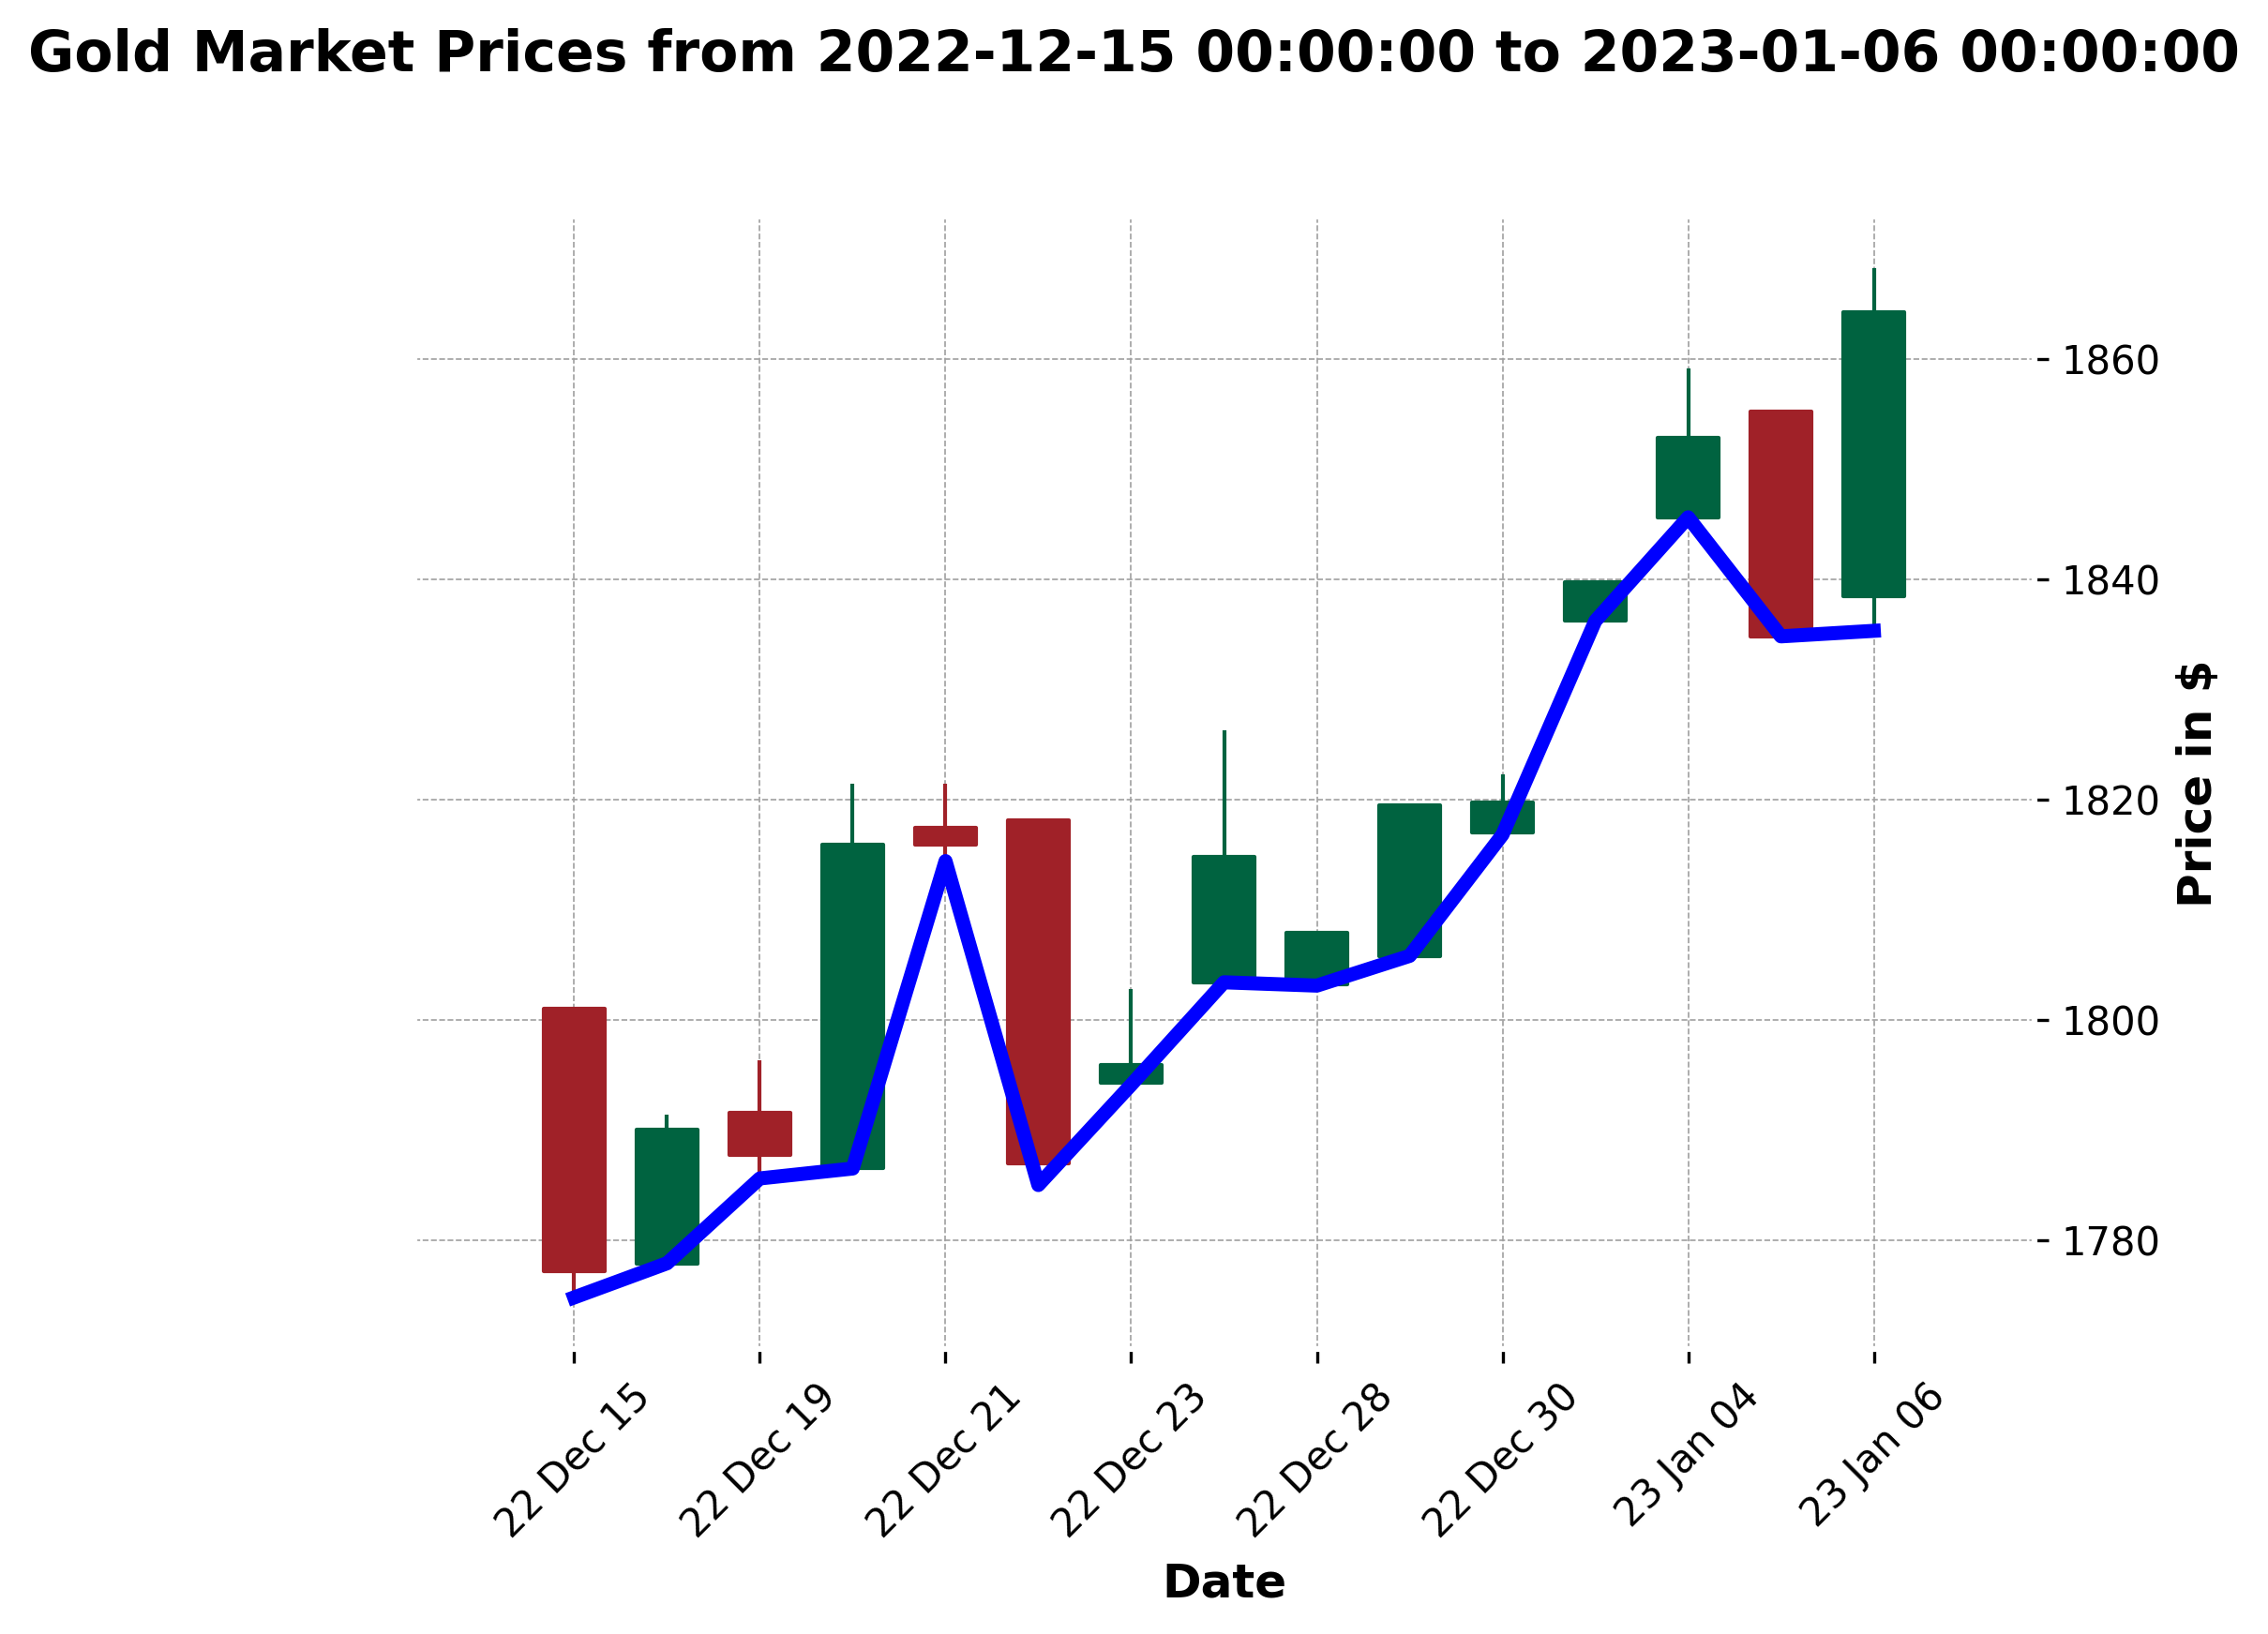 Gold Market Prices from 2022-12-15 00:00:00 to 2023-01-06 00:00:00
1860
1840
1820
1800
1780
Price in $
22 Dec 15
22 Dec 19
22 Dec 21
22 Dec 23
22 Dec 28
22 Dec 30
23 Jan 04
23 Jan 06
Date